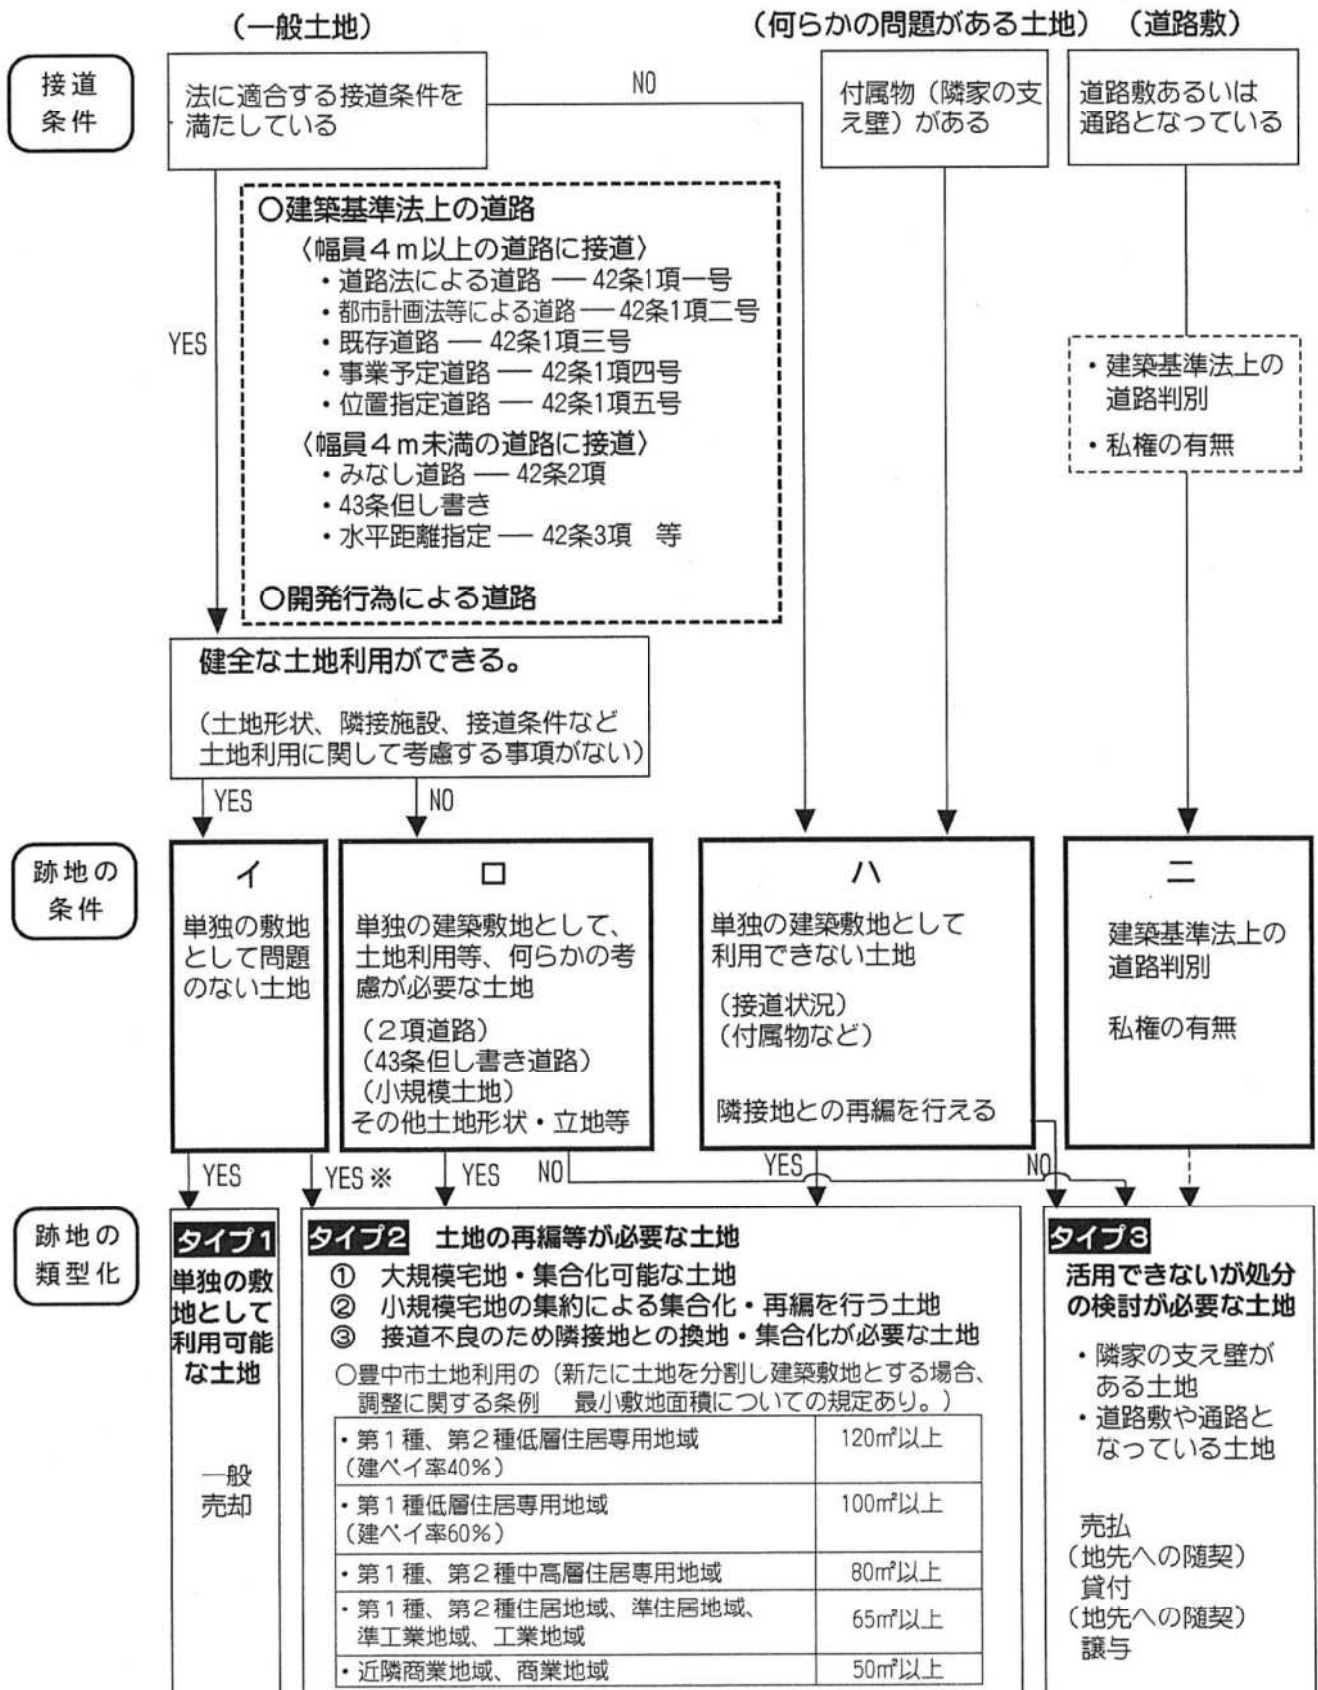 （一般土地）
（何らかの問題がある土地）
（道路敷）
接道
条件
法に適合する接道条件を
満たしている
NO
付属物（隣家の支
え壁）がある
道路敷あるいは
通路となっている
YES
○建築基準法上の道路
〈幅員４ｍ以上の道路に接道〉
・道路法による道路 ── 42条1項一号
・都市計画法等による道路── 42条1項二号
・既存道路 ── 42条1項三号
・事業予定道路 ── 42条1項四号
・位置指定道路 ── 42条1項五号
〈幅員４ｍ未満の道路に接道〉
・みなし道路 ── 42条2項
・43条但し書き
・水平距離指定 ── 42条3項　等
○開発行為による道路
・建築基準法上の
道路判別
・私権の有無
健全な土地利用ができる。
（土地形状、隣接施設、接道条件など
土地利用に関して考慮する事項がない）
YES
NO
跡地の
条件
イ
単独の敷地
として問題
のない土地
ロ
単独の建築敷地として、
土地利用等、何らかの考
慮が必要な土地
（２項道路）
（43条但し書き道路）
（小規模土地）
その他土地形状・立地等
ハ
単独の建築敷地として
利用できない土地
（接道状況）
（付属物など）
隣接地との再編を行える
ニ
建築基準法上の
道路判別
私権の有無
YES
YES※
YES
NO
YES
NO
跡地の
類型化
タイプ1
単独の敷
地として
利用可能
な土地
一般
売却
タイプ2　土地の再編等が必要な土地
①　大規模宅地・集合化可能な土地
②　小規模宅地の集約による集合化・再編を行う土地
③　接道不良のため隣接地との換地・集合化が必要な土地
○豊中市土地利用の（新たに土地を分割し建築敷地とする場合、
調整に関する条例　最小敷地面積についての規定あり。）
・第１種、第２種低層住居専用地域　120㎡以上
（建ペイ率40%）
・第１種低層住居専用地域　100㎡以上
（建ペイ率60%）
・第１種、第２種中高層住居専用地域　80㎡以上
・第１種、第２種住居地域、準住居地域、
準工業地域、工業地域　65㎡以上
・近隣商業地域、商業地域　50㎡以上
タイプ3
活用できないが処分
の検討が必要な土地
・隣家の支え壁が
ある土地
・道路敷や通路と
なっている土地
売払
（地先への随契）
貸付
（地先への随契）
譲与